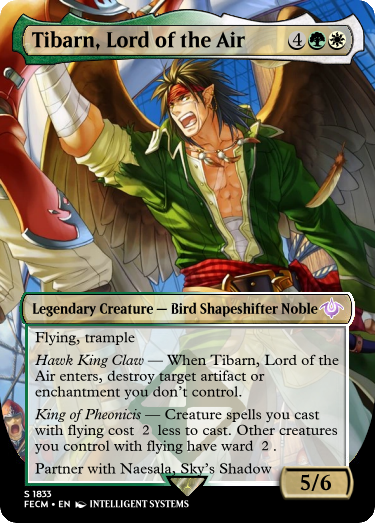 Tibarn, Lord of the Air 4
Legendary Creature — Bird Shapeshifter Noble
Flying, trample
Hawk King Claw — When Tibarn, Lord of the
Air enters, destroy target artifact or
enchantment you don't control.
King of Pheonicis — Creature spells you cast
with flying cost 2 less to cast. Other creatures
you control with flying have ward 2.
Partner with Naesala, Sky's Shadow
5/6
S 1833
FECM • EN INTELLIGENT SYSTEMS